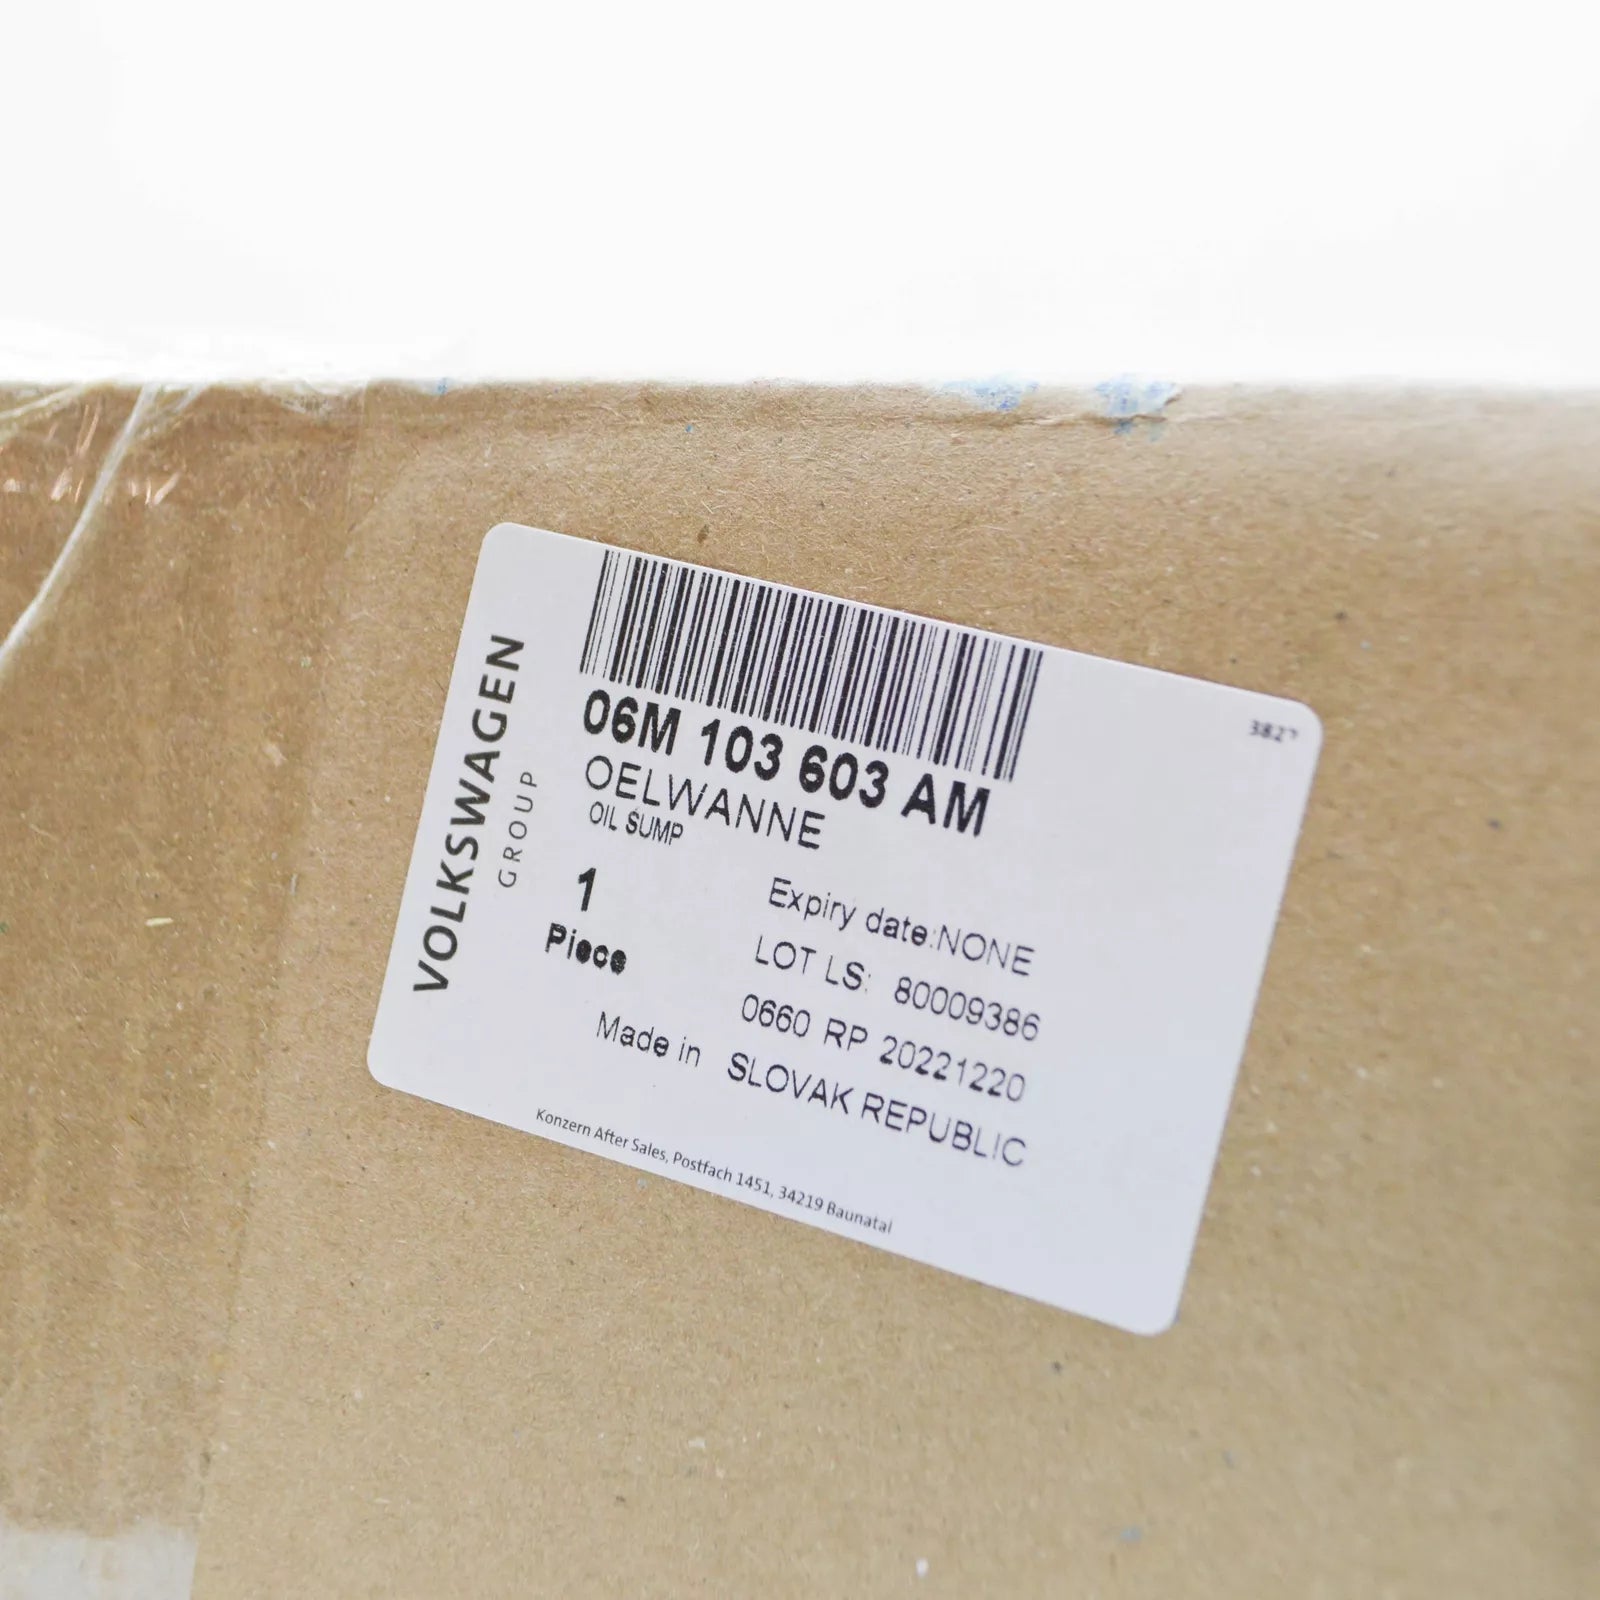 VOLKSWAGEN
GROUP
06M 103 603 AM
OELWANNE
OIL SUMP
1
Piece
Expiry date:NONE
LOT LS: 80009386
0660 RP 20221220
Made in SLOVAK REPUBLIC
Konzern After Sales, Postfach 1451, 34219 Baunatal